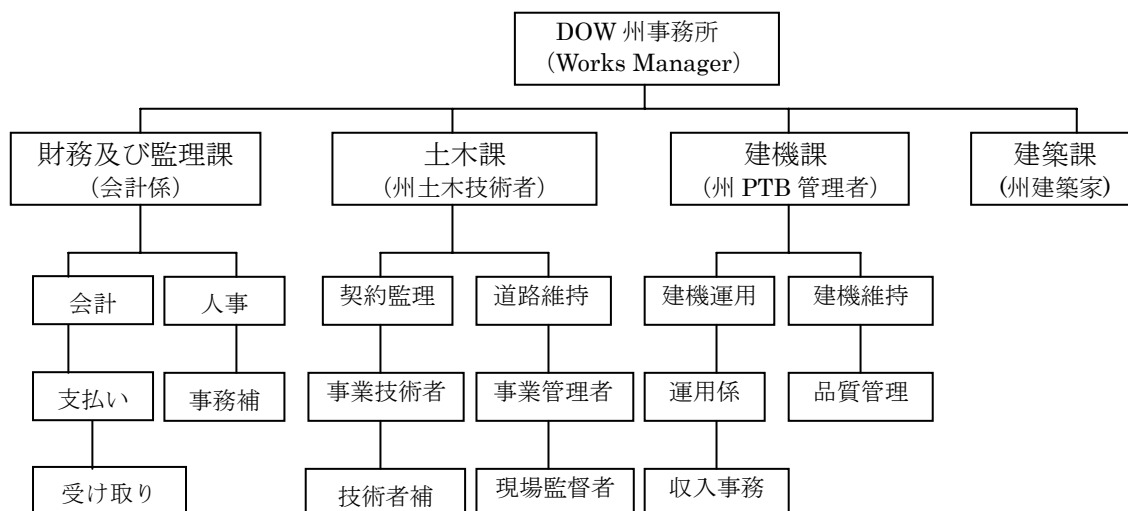 DOW 州事務所
（Works Manager）
財務及び監理課
（会計係）
土木課
（州土木技術者）
建機課
（州 PTB 管理者）
建築課
(州建築家)
会計
人事
契約監理
道路維持
建機運用
建機維持
支払い
事務補
事業技術者
事業管理者
運用係
品質管理
受け取り
技術者補
現場監督者
収入事務